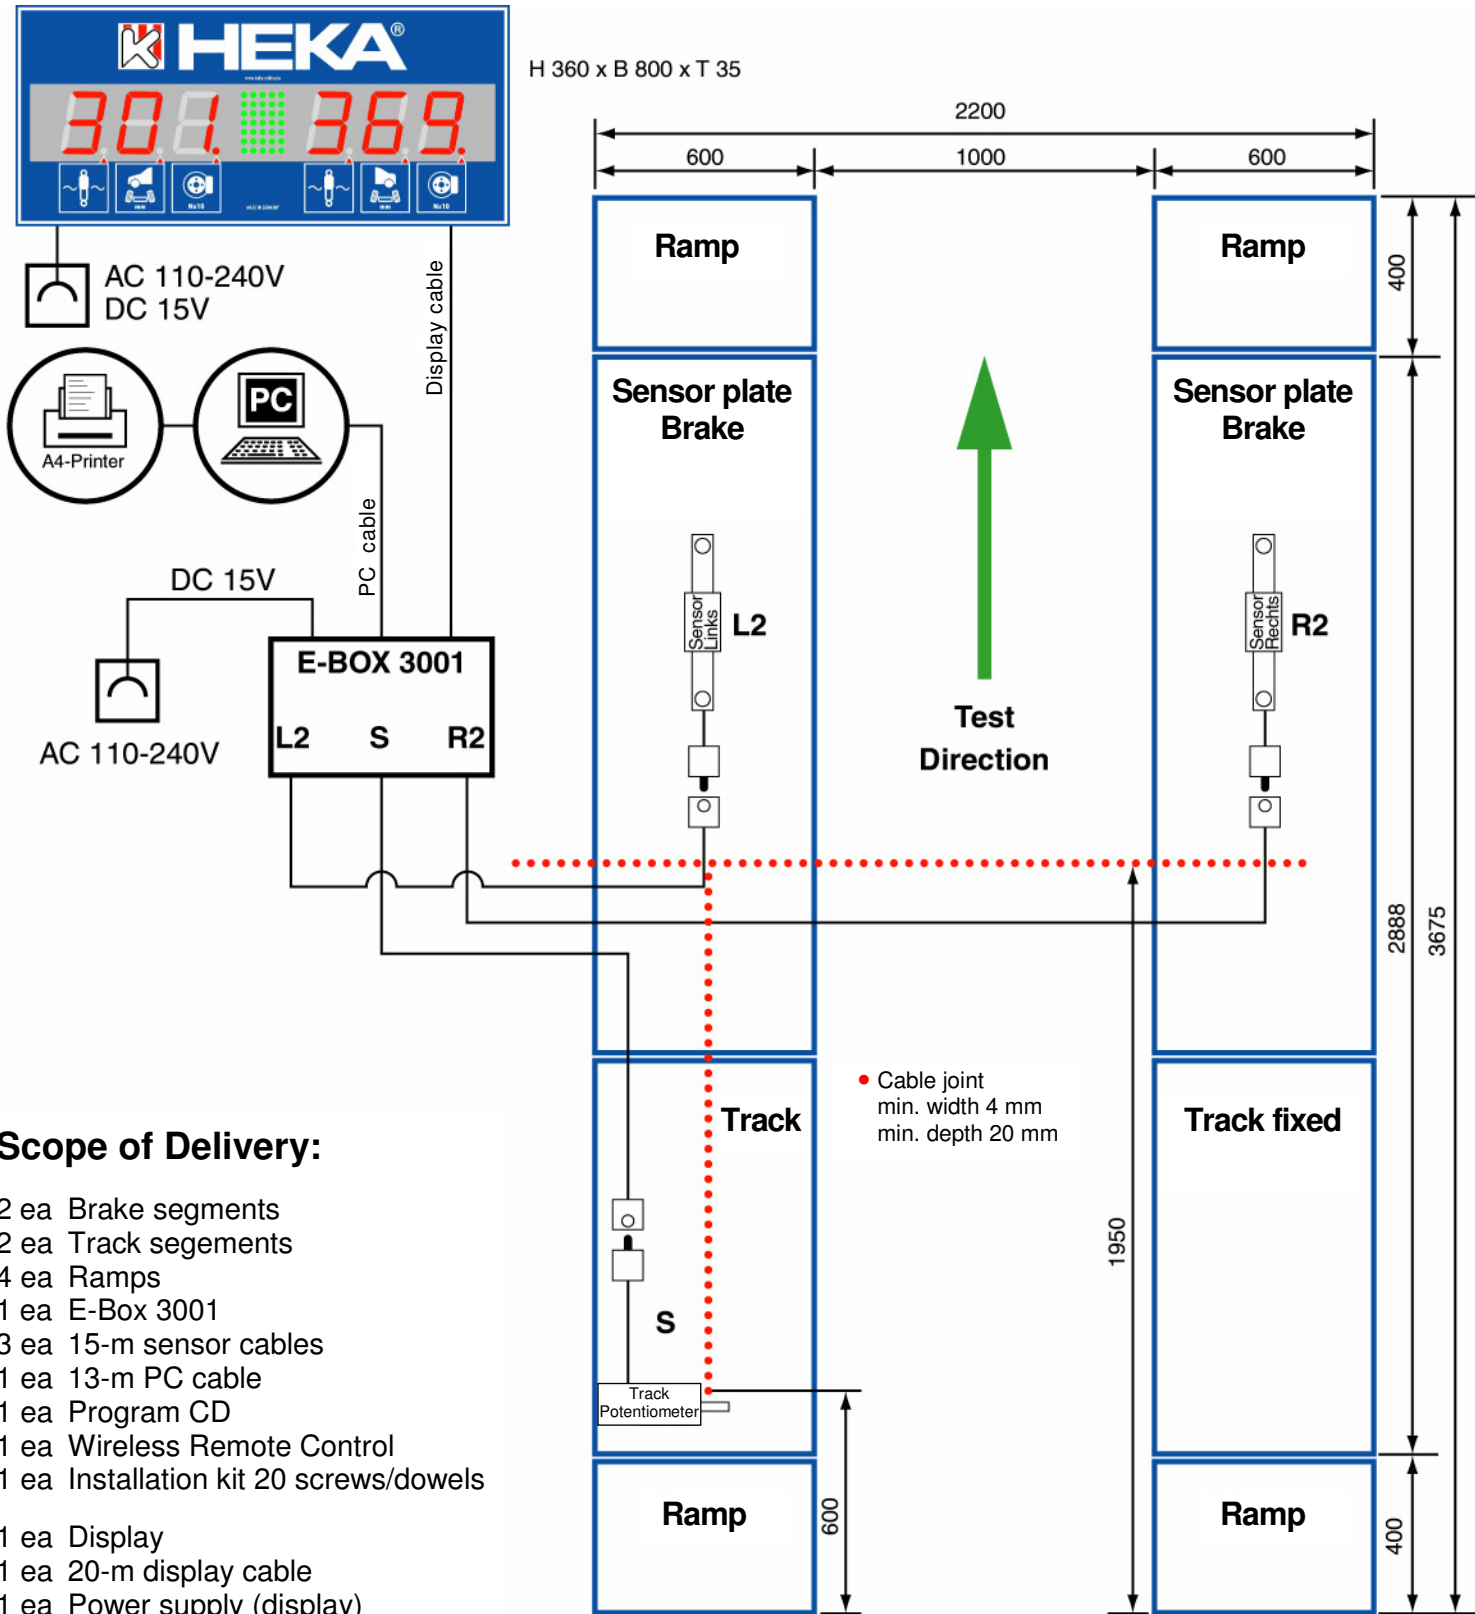 HEKA®
301. 369.
mm
Nx10
mm
Nx10
H 360 x B 800 x T 35
2200
600
1000
600
AC 110-240V
DC 15V
Display cable
Ramp
Ramp
400
PC
A4-Printer
Sensor plate
Brake
Sensor plate
Brake
PC cable
DC 15V
Sensor
Links
L2
Sensor
Rechts
R2
E-BOX 3001
L2 S R2
AC 110-240V
Test
Direction
2888
3675
Cable joint
min. width 4 mm
min. depth 20 mm
Track
Track fixed
1950
S
Track
Potentiometer
Ramp
600
Ramp
400
Scope of Delivery:
2 ea Brake segments
2 ea Track segements
4 ea Ramps
1 ea E-Box 3001
3 ea 15-m sensor cables
1 ea 13-m PC cable
1 ea Program CD
1 ea Wireless Remote Control
1 ea Installation kit 20 screws/dowels
1 ea Display
1 ea 20-m display cable
1 ea Power supply (display)